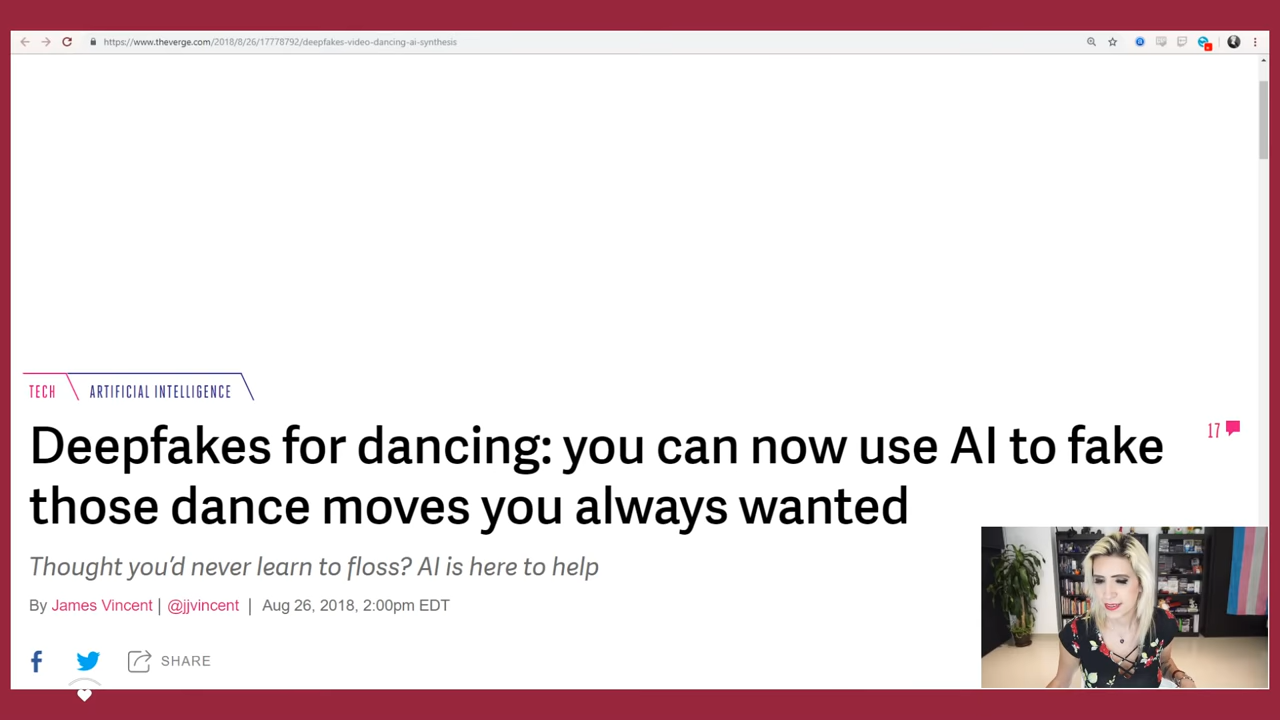 https://www.theverge.com/2018/8/26/17778792/deepfakes-video-dancing-ai-synthesis
TECH ARTIFICIAL INTELLIGENCE
Deepfakes for dancing: you can now use AI to fake
those dance moves you always wanted
17
Thought you'd never learn to floss? AI is here to help
By James Vincent | @jjvincent | Aug 26, 2018, 2:00pm EDT
SHARE